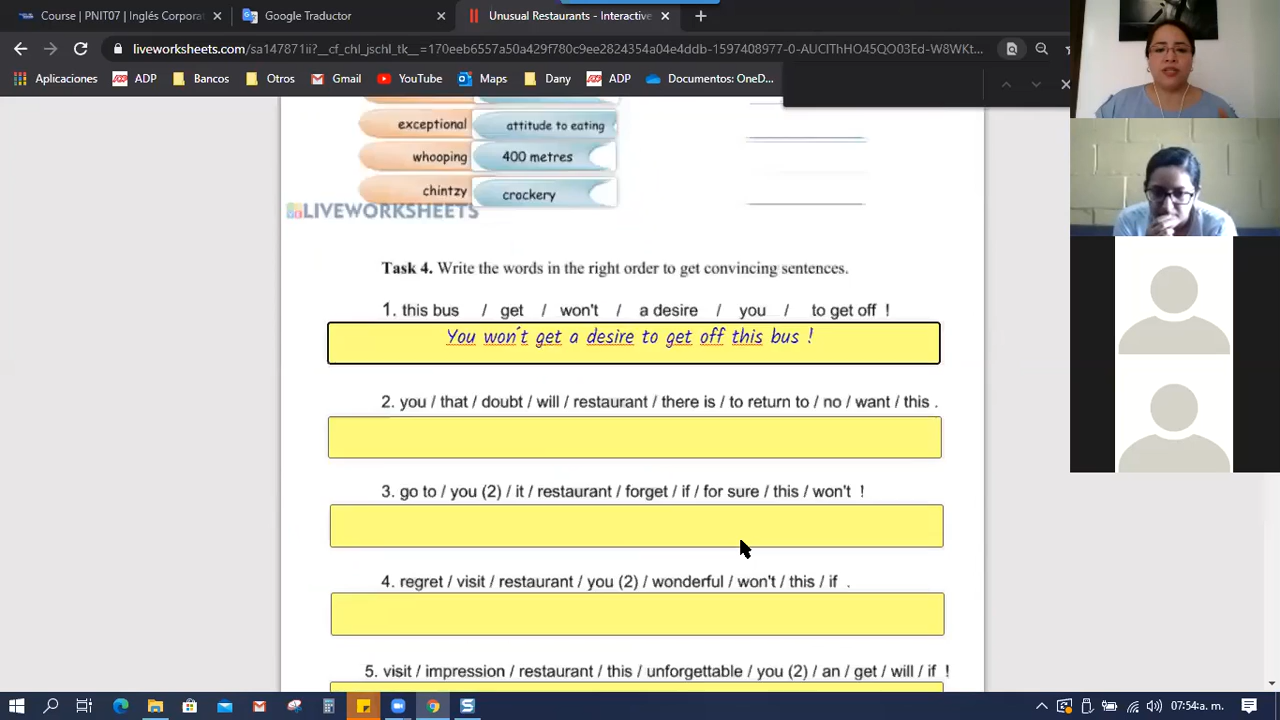 Course | PNIT07 | Inglés Corporat
Google Traductor
Unusual Restaurants - Interactive
liveworksheets.com/sa147871ii?__cf_chl_jschl_tk__=170eeb6557a50a429f780c9ee2824354a04e4ddb-1597408977-0-AUCIThHO45QO03Ed-W8WKt...
Aplicaciones
ADP
Bancos
Otros
Gmail
YouTube
Maps
Dany
ADP
Documentos: OneD...
exceptional attitude to eating
whooping 400 metres
chintzy crockery
LIVEWORKSHEETS
Task 4. Write the words in the right order to get convincing sentences.
1. this bus / get / won't / a desire / you / to get off !
You won´t get a desire to get off this bus !
2. you / that / doubt / will / restaurant / there is / to return to / no / want / this .
3. go to / you (2) / it / restaurant / forget / if / for sure / this / won't !
4. regret / visit / restaurant / you (2) / wonderful / won't / this / if .
5. visit / impression / restaurant / this / unforgettable / you (2) / an / get / will / if !
07:54a. m.